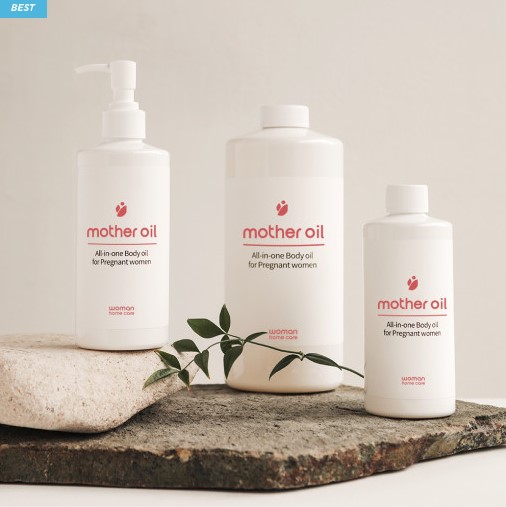 BEST
mother oil
All-in-one Body oil
for Pregnant women
woman
home care
mother oil
All-in-one Body oil
for Pregnant women
woman
home care
mother oil
All-in-one Body oil
for Pregnant women
woman
home care